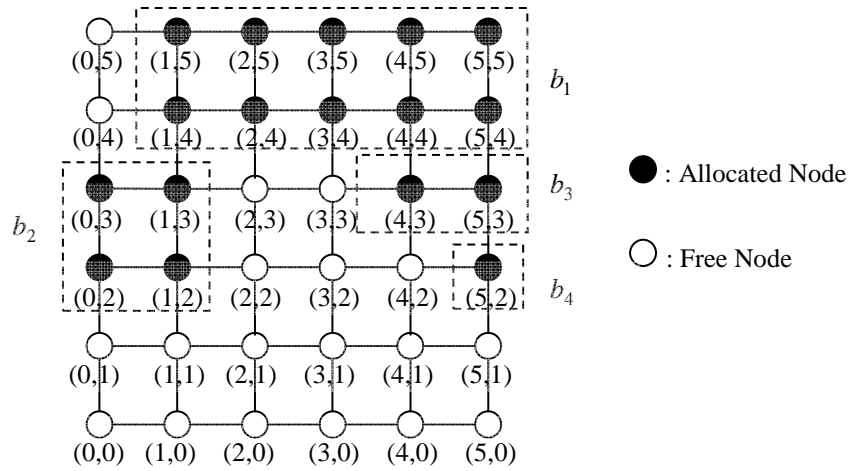 (0,5) (1,5) (2,5) (3,5) (4,5) (5,5)
b1
(0,4) (1,4) (2,4) (3,4) (4,4) (5,4)
: Allocated Node
b3
(0,3) (1,3) (2,3) (3,3) (4,3) (5,3)
b2
: Free Node
(0,2) (1,2) (2,2) (3,2) (4,2) (5,2)
b4
(0,1) (1,1) (2,1) (3,1) (4,1) (5,1)
(0,0) (1,0) (2,0) (3,0) (4,0) (5,0)